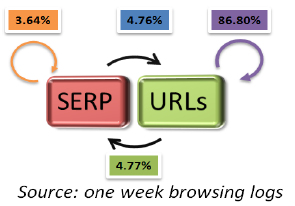 3.64% 4.76% 86.80%
SERP URLs
4.77%
Source: one week browsing logs